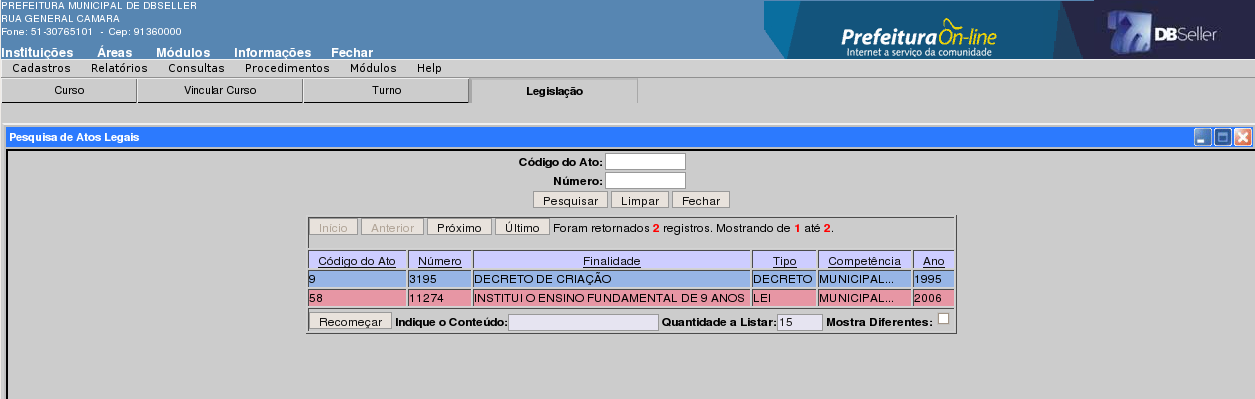 PREFEITURA MUNICIPAL DE DBSELLER
RUA GENERAL CAMARA
Fone: 51-30765101 - Cep: 91360000
PrefeituraOn-line
Internet a serviço da comunidade
DBSeller
Instituições Áreas Módulos Informações Fechar
Cadastros Relatórios Consultas Procedimentos Módulos Help
Curso Vincular Curso Turno Legislação
Pesquisa de Atos Legais
Código do Ato:
Número:
Pesquisar Limpar Fechar
Início Anterior Próximo Último Foram retornados 2 registros. Mostrando de 1 até 2.
Código do Ato Número Finalidade Tipo Competência Ano
9 3195 DECRETO DE CRIAÇÃO DECRETO MUNICIPAL... 1995
58 11274 INSTITUI O ENSINO FUNDAMENTAL DE 9 ANOS LEI MUNICIPAL... 2006
Recomeçar Indique o Conteúdo: Quantidade a Listar: 15 Mostra Diferentes: